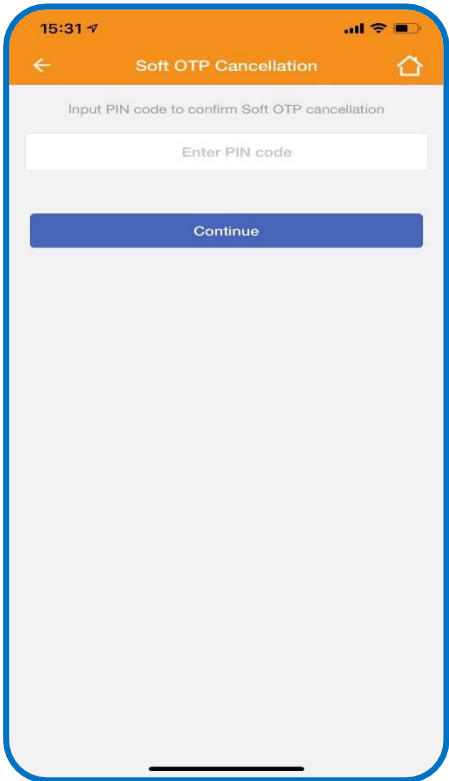 15:31
Soft OTP Cancellation
Input PIN code to confirm Soft OTP cancellation
Enter PIN code
Continue